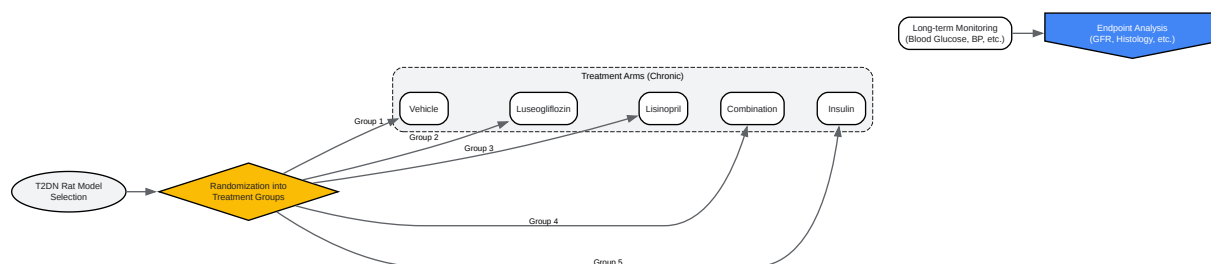 Long-term Monitoring
(Blood Glucose, BP, etc.)
Endpoint Analysis
(GFR, Histology, etc.)
Treatment Arms (Chronic)
Vehicle
Luseogliflozin
Lisinopril
Combination
Insulin
Group 1
Group 2
Group 3
T2DN Rat Model
Selection
Randomization into
Treatment Groups
Group 4
Group 5